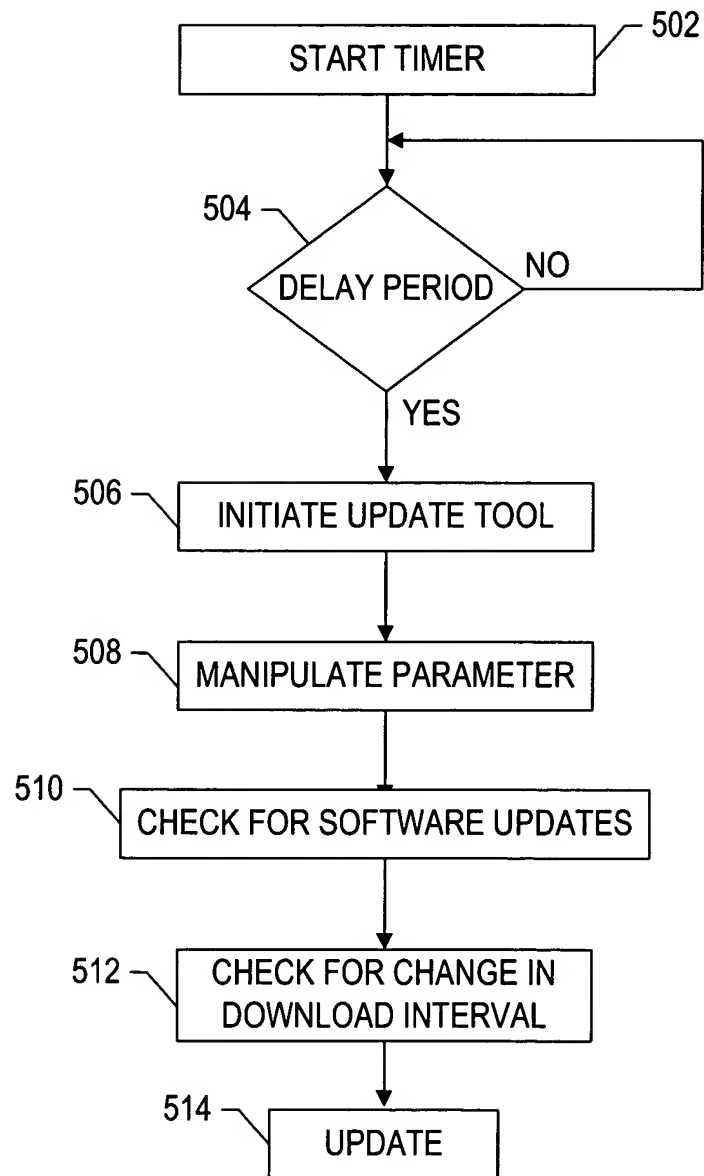 502
START TIMER
504
DELAY PERIOD
NO
YES
506
INITIATE UPDATE TOOL
508
MANIPULATE PARAMETER
510
CHECK FOR SOFTWARE UPDATES
512
CHECK FOR CHANGE IN
DOWNLOAD INTERVAL
514
UPDATE